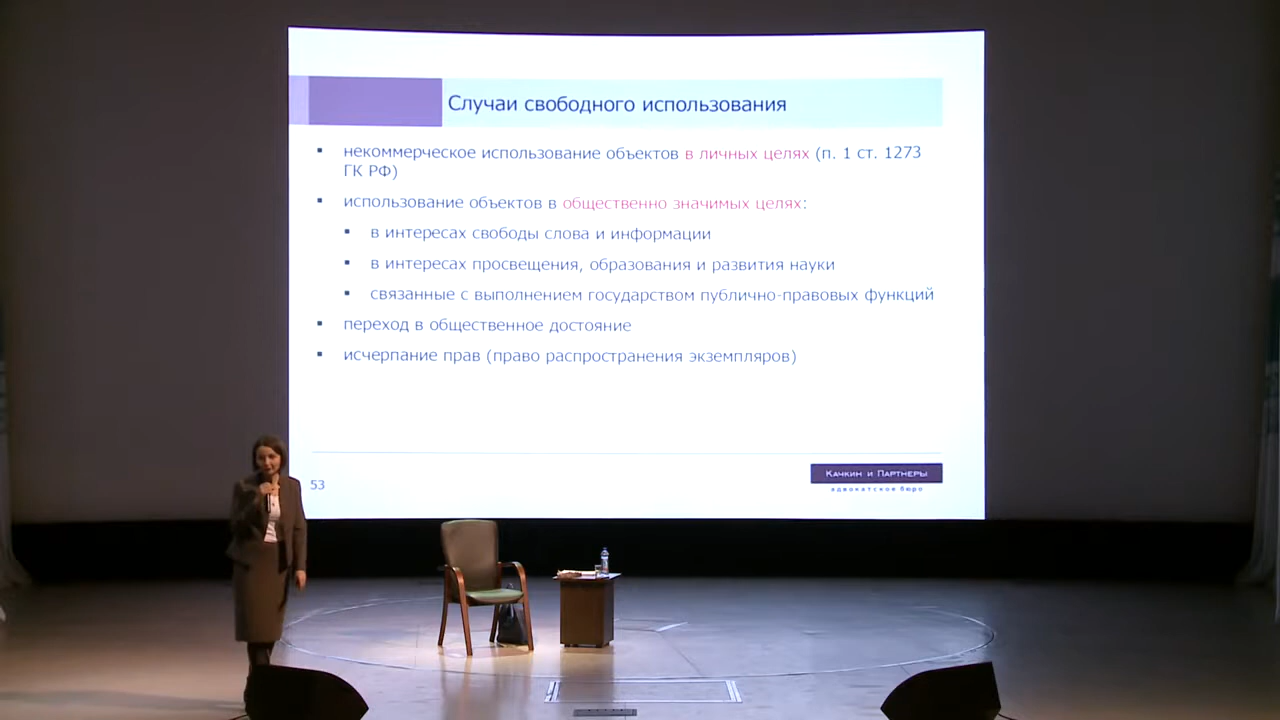 Случаи свободного использования
некоммерческое использование объектов в личных целях (п. 1 ст. 1273
ГК РФ)
использование объектов в общественно значимых целях:
в интересах свободы слова и информации
в интересах просвещения, образования и развития науки
связанные с выполнением государством публично-правовых функций
переход в общественное достояние
исчерпание прав (право распространения экземпляров)
Качкин и Партнеры
адвокатское бюро
53